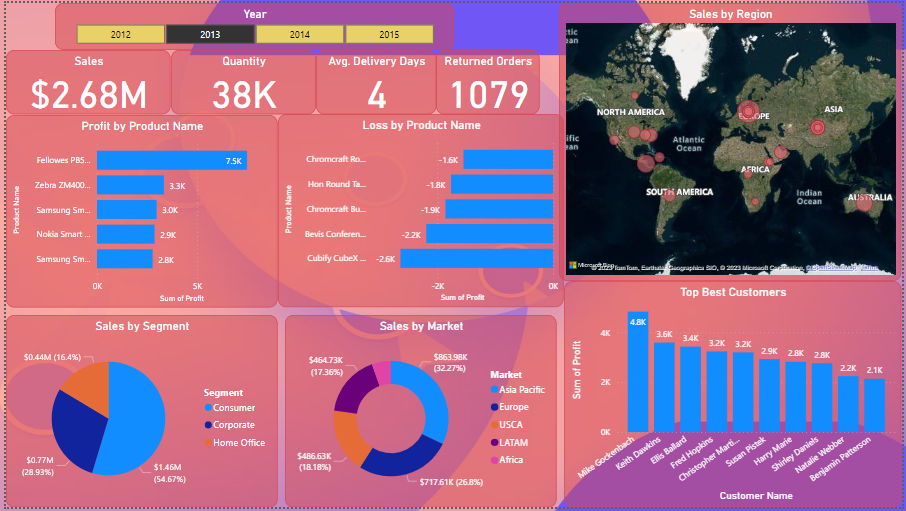 Year
2012
2013
2014
2015
Sales
$2.68M
Quantity
38K
Avg. Delivery Days
4
Returned Orders
1079
Sales by Region
NORTH AMERICA
EUROPE
ASIA
Atlantic
Ocean
AFRICA
SOUTH AMERICA
Indian
Ocean
AUSTRALIA
© 2023 TomTom, Earthstar Geographics SIO, © 2023 Microsoft Corporation, ©
Profit by Product Name
Product Name
Fellowes PB5...
7.5K
Zebra ZM400...
3.3K
Samsung Sm...
3.0K
Nokia Smart ...
2.9K
Samsung Sm...
2.8K
0K
5K
Sum of Profit
Loss by Product Name
Product Name
Chromcraft Ro...
-1.6K
Hon Round Ta...
-1.8K
Chromcraft Bu...
-1.9K
Bevis Conferen...
-2.2K
Cubify CubeX ...
-2.6K
-2K
0K
Sum of Profit
Sales by Segment
$0.44M (16.4%)
$0.77M
(28.93%)
$1.46M
(54.67%)
Segment
Consumer
Corporate
Home Office
Sales by Market
$464.73K
(17.36%)
$863.98K
(32.27%)
$486.63K
(18.18%)
$717.61K (26.8%)
Market
Asia Pacific
Europe
USCA
LATAM
Africa
Top Best Customers
Sum of Profit
4K
2K
0K
4.8K
3.6K
3.4K
3.2K
3.2K
2.9K
2.8K
2.8K
2.2K
2.1K
Mike Gockenbach
Keith Dawkins
Ellis Ballard
Fred Hopkins
Christopher Marti...
Susan Pistek
Harry Marie
Shirley Daniels
Natalie Webber
Benjamin Patterson
Customer Name